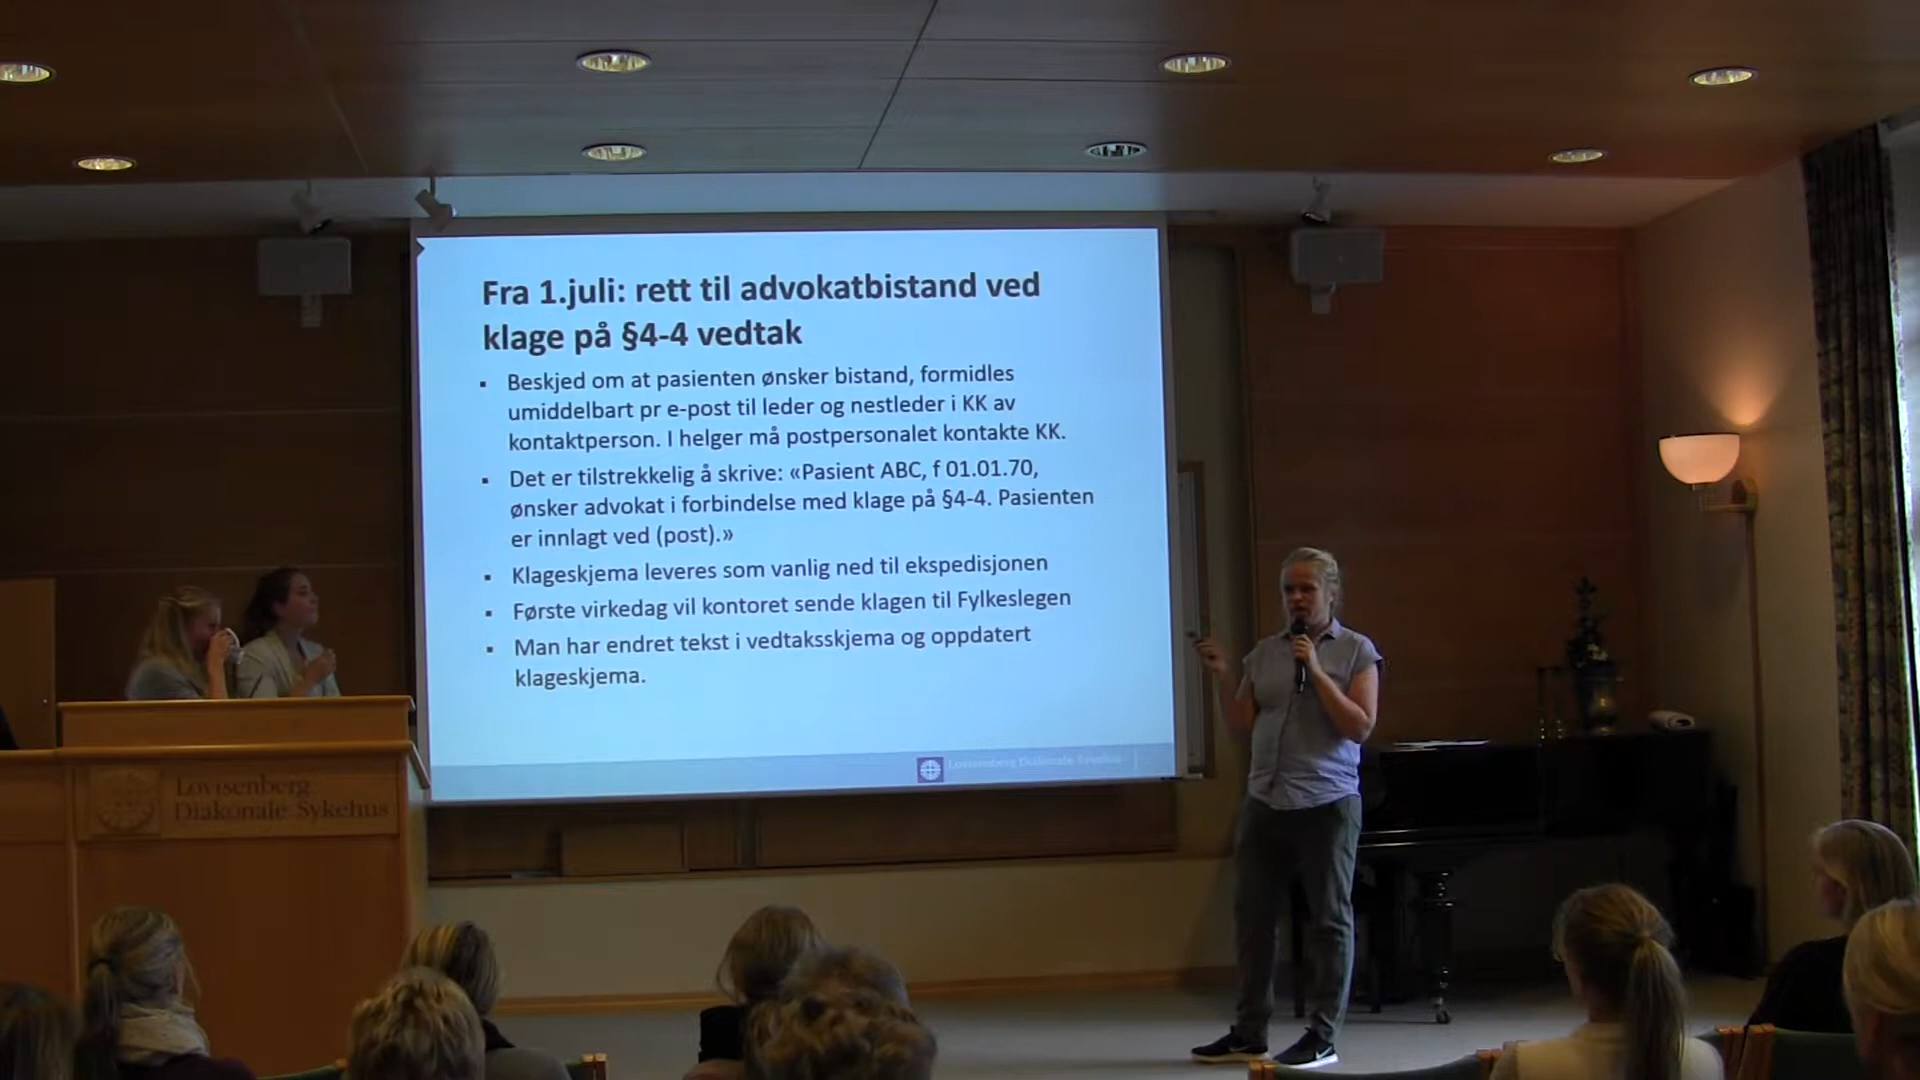 Fra 1.juli: rett til advokatbistand ved
klage på §4-4 vedtak
▪ Beskjed om at pasienten ønsker bistand, formidles
umiddelbart pr e-post til leder og nestleder i KK av
kontaktperson. I helger må postpersonalet kontakte KK.
▪ Det er tilstrekkelig å skrive: «Pasient ABC, f 01.01.70,
ønsker advokat i forbindelse med klage på §4-4. Pasienten
er innlagt ved (post).»
▪ Klageskjema leveres som vanlig ned til ekspedisjonen
▪ Første virkedag vil kontoret sende klagen til Fylkeslegen
▪ Man har endret tekst i vedtaksskjema og oppdatert
klageskjema.
Lovisenberg Diakonale Sykehus
Lovisenberg
Diakonale Sykehus